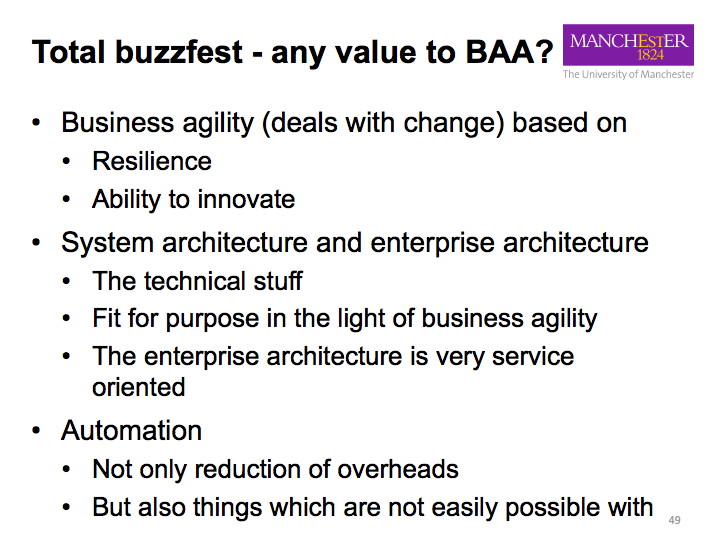 Total buzzfest - any value to BAA?
MANCHEstER
1824
The University of Manchester
• Business agility (deals with change) based on
• Resilience
• Ability to innovate
• System architecture and enterprise architecture
• The technical stuff
• Fit for purpose in the light of business agility
• The enterprise architecture is very service
oriented
• Automation
• Not only reduction of overheads
• But also things which are not easily possible with
49